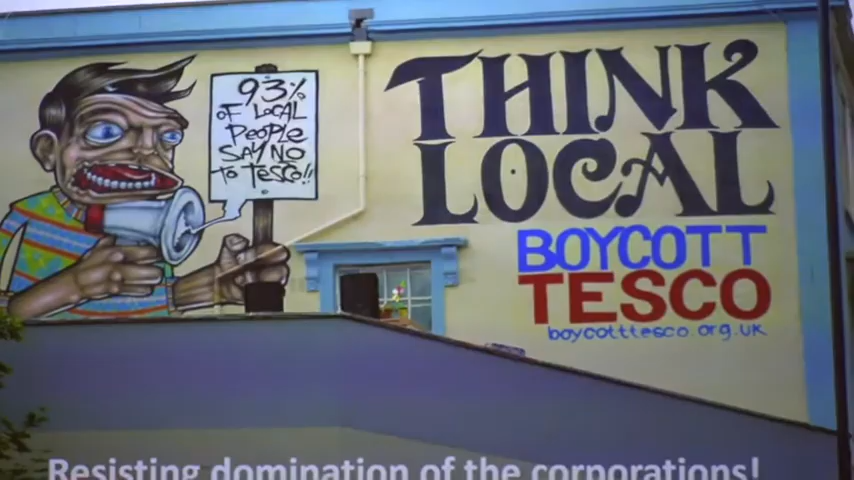 93%
OF LOCAL
PEOPLE
SAY NO
TO TESCO!!
THINK
LOCAL
BOYCOTT
TESCO
boycotttesco.org.uk
Resisting domination of the corporations!